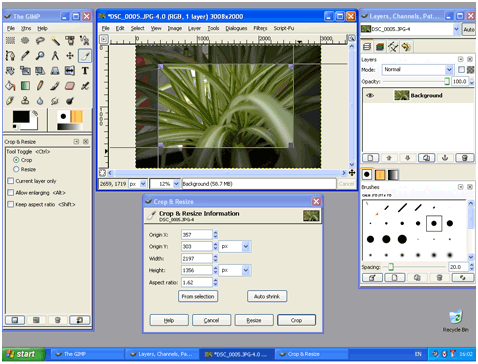 The GIMP
File Xtns Help
Crop & Resize
Tool Toggle <Ctrl>
Crop
Resize
Current layer only
Allow enlarging <Alt>
Keep aspect ratio <Shift>
*DSC_0005.JPG-4.0 (RGB, 1 layer) 3008x2000
File Edit Select View Image Layer Tools Dialogues Filters Script-Fu
2659, 1719 px 12% Background (58.7 MB) Cancel
Crop & Resize
Crop & Resize Information
DSC_0005.JPG-4
Origin X: 357
Origin Y: 303 px
Width: 2197
Height: 1356 px
Aspect ratio: 1.62
From selection Auto shrink
Help Cancel Resize Crop
Layers, Channels, Pat...
DSC_0005.JPG-4 Auto
Layers
Mode: Normal
Opacity: 100.0
Background
Brushes
Spacing: 20.0
Recycle Bin
start The GIMP Layers, Channels, Pa... *DSC_0005.JPG-4.0 ... Crop & Resize EN 16:02